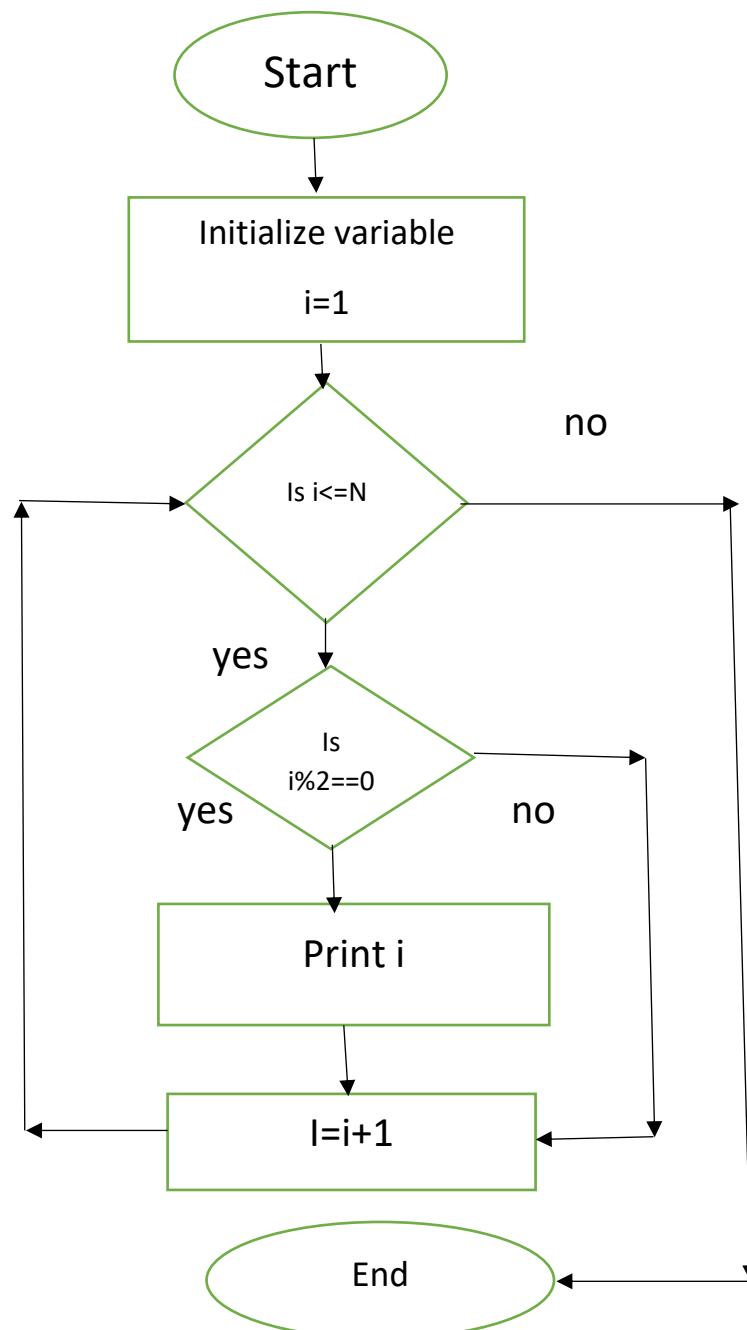 Start
Initialize variable
i=1
no
Is i<=N
yes
Is
i%2==0
yes
no
Print i
I=i+1
End